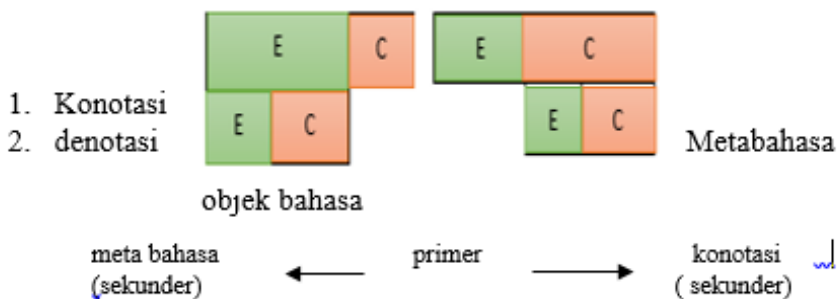 E C E C
1. Konotasi
2. denotasi
E C E C
Metabahasa
objek bahasa
meta bahasa primer konotasi
(sekunder) ( sekunder)